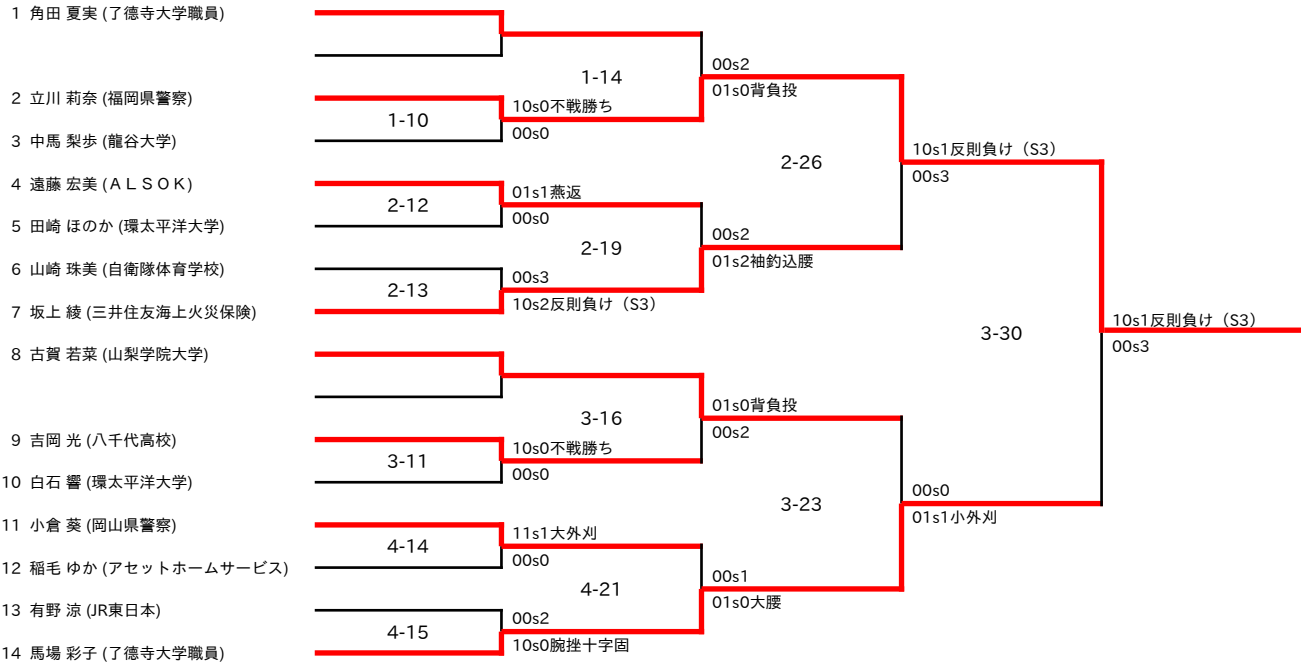 1 角田 夏実 (了德寺大学職員)
00s2
1-14
01s0背負投
2 立川 莉奈 (福岡県警察)
10s0不戦勝ち
1-10
00s0
3 中馬 梨歩 (龍谷大学)
10s1反則負け（S3）
2-26
00s3
4 遠藤 宏美 (ＡＬＳＯＫ)
01s1燕返
2-12
00s0
5 田崎 ほのか (環太平洋大学)
00s2
2-19
01s2袖釣込腰
6 山崎 珠美 (自衛隊体育学校)
00s3
2-13
10s2反則負け（S3）
7 坂上 綾 (三井住友海上火災保険)
10s1反則負け（S3）
3-30
00s3
8 古賀 若菜 (山梨学院大学)
01s0背負投
3-16
00s2
9 吉岡 光 (八千代高校)
10s0不戦勝ち
3-11
00s0
10 白石 響 (環太平洋大学)
00s0
3-23
01s1小外刈
11 小倉 葵 (岡山県警察)
11s1大外刈
4-14
00s0
12 稲毛 ゆか (アセットホームサービス)
00s1
4-21
01s0大腰
13 有野 涼 (JR東日本)
00s2
4-15
10s0腕挫十字固
14 馬場 彩子 (了德寺大学職員)